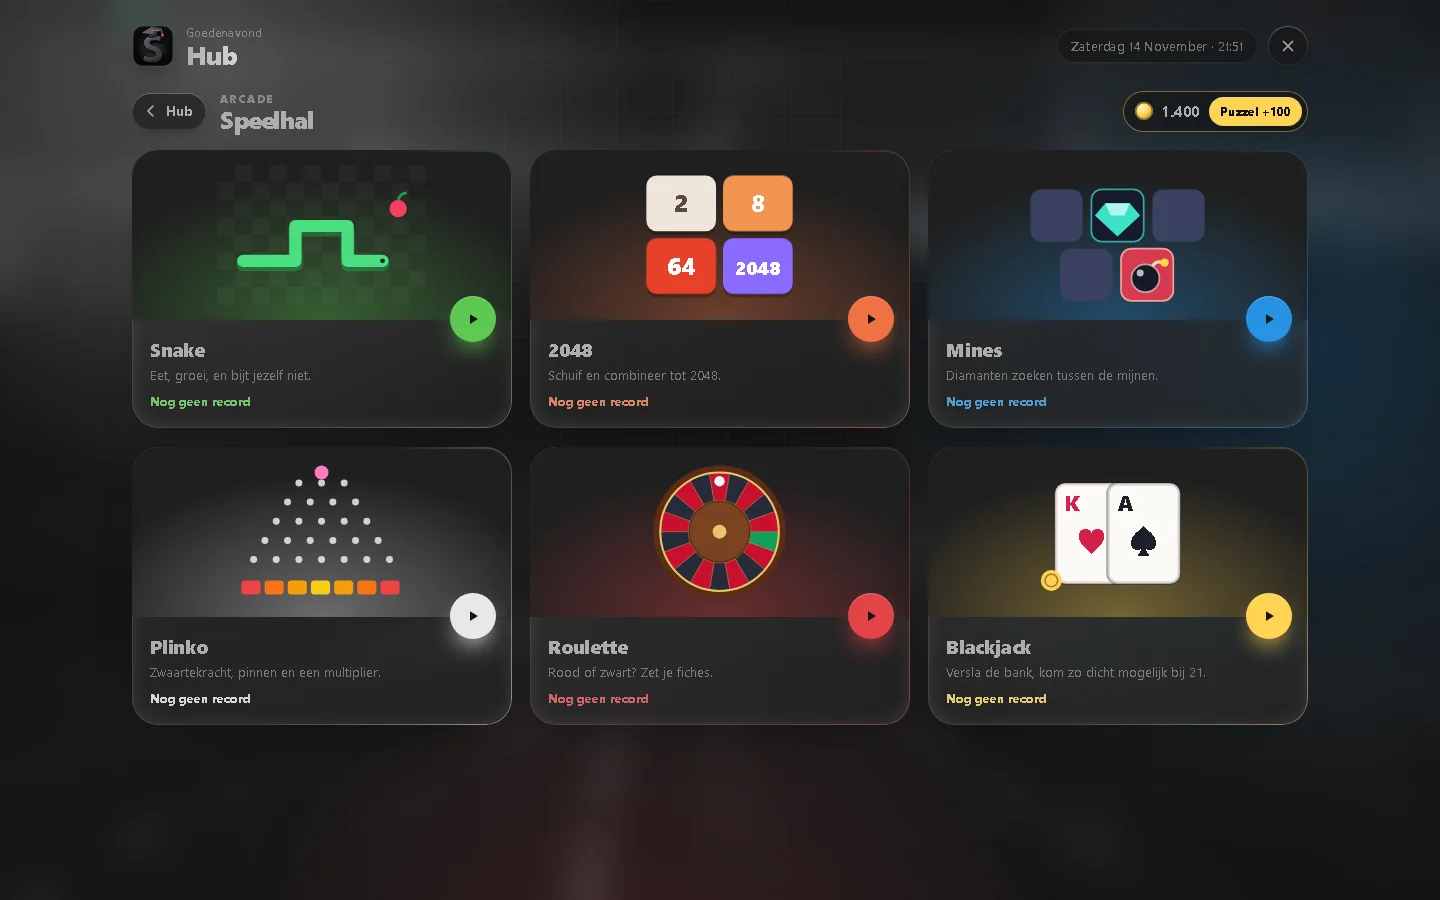 Goedenavond
Hub
Zaterdag 14 November · 21:51
Hub
ARCADE
Speelhal
1.400
Puzzel +100
2
8
64
2048
Snake
Eet, groei, en bijt jezelf niet.
Nog geen record
2048
Schuif en combineer tot 2048.
Nog geen record
Mines
Diamanten zoeken tussen de mijnen.
Nog geen record
K
A
Plinko
Zwaartekracht, pinnen en een multiplier.
Nog geen record
Roulette
Rood of zwart? Zet je fiches.
Nog geen record
Blackjack
Versla de bank, kom zo dicht mogelijk bij 21.
Nog geen record